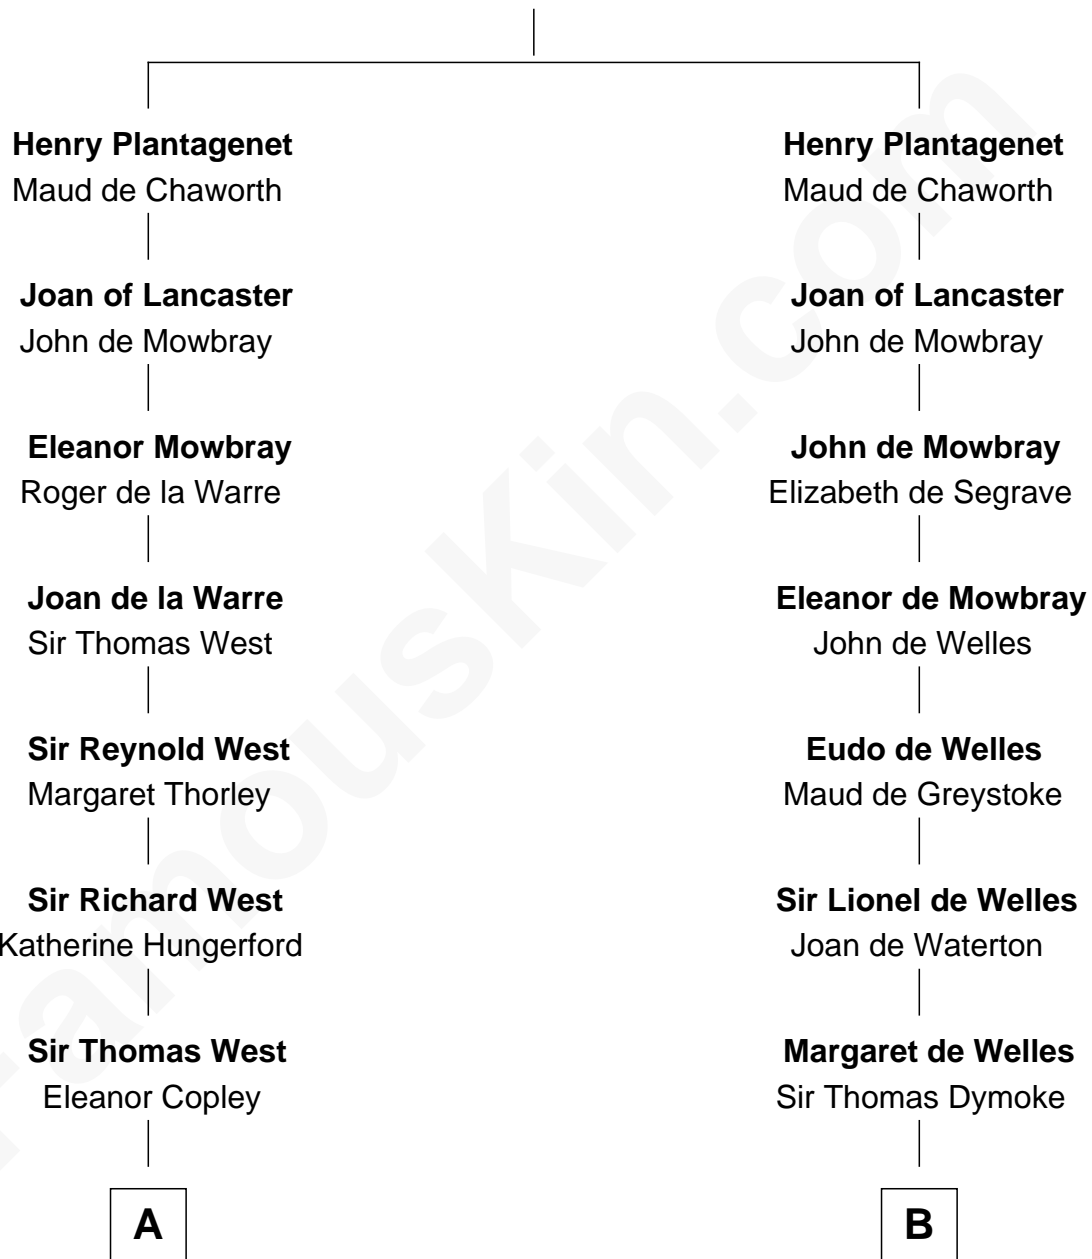 Henry Plantagenet
Maud de Chaworth
Joan of Lancaster
John de Mowbray
Eleanor Mowbray
Roger de la Warre
Joan de la Warre
Sir Thomas West
Sir Reynold West
Margaret Thorley
Sir Richard West
Katherine Hungerford
Sir Thomas West
Eleanor Copley
A
Henry Plantagenet
Maud de Chaworth
Joan of Lancaster
John de Mowbray
John de Mowbray
Elizabeth de Segrave
Eleanor de Mowbray
John de Welles
Eudo de Welles
Maud de Greystoke
Sir Lionel de Welles
Joan de Waterton
Margaret de Welles
Sir Thomas Dymoke
B
FamousKin.com